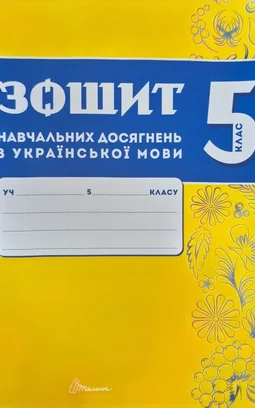 ЗОШИТ
НАВЧАЛЬНИХ ДОСЯГНЕНЬ
З УКРАЇНСЬКОЇ МОВИ
5 КЛАС
УЧ 5 КЛАСУ